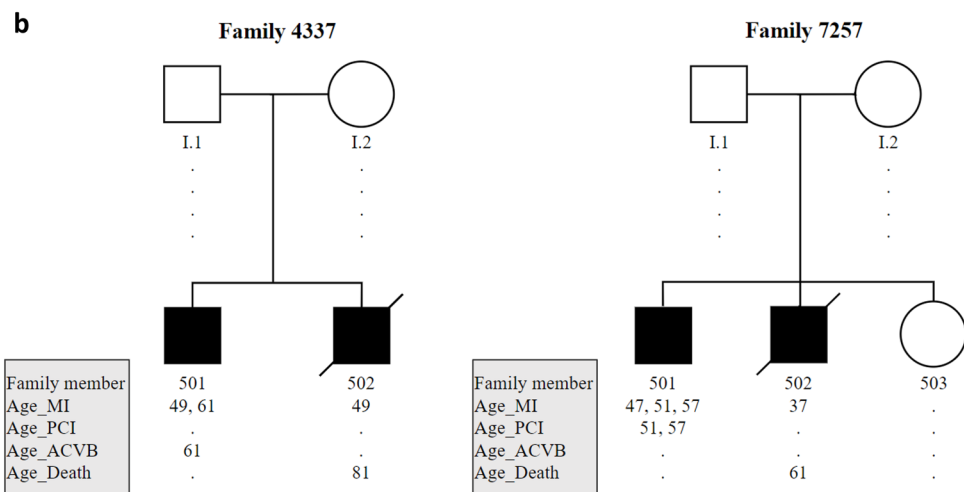 b
Family 4337
Family 7257
I.1 I.2 I.1 I.2
. . . .
. . . .
. . . .
. . . .
Family member 501 502 Family member 501 502 503
Age_MI 49, 61 49 Age_MI 47, 51, 57 37 .
Age_PCI . . Age_PCI 51, 57 . .
Age_ACVB 61 . Age_ACVB . . .
Age_Death . 81 Age_Death . 61 .